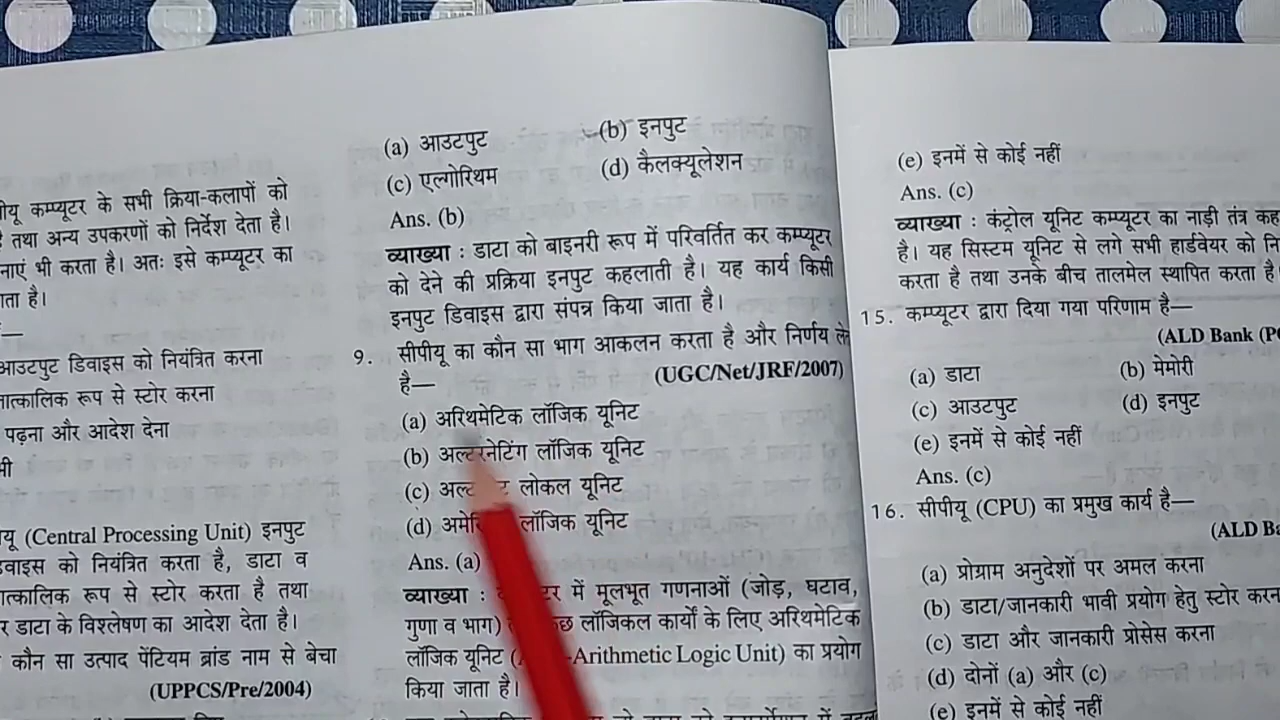 कम्प्यूटर के सभी क्रिया-कलापों को
तथा अन्य उपकरणों को निर्देश देता है।
भी करता है। अतः इसे कम्प्यूटर का
है।
आउटपुट डिवाइस को नियंत्रित करना
रूप से स्टोर करना
पढ़ना और आदेश देना
(Central Processing Unit) इनपुट
को नियंत्रित करता है, डाटा व
रूप से स्टोर करता है तथा
डाटा के विश्लेषण का आदेश देता है।
कौन सा उत्पाद पेंटियम ब्रांड नाम से बेचा
(UPPCS/Pre/2004)
(a) आउटपुट (b) इनपुट
(c) एल्गोरिथम (d) कैलक्यूलेशन
Ans. (b)
व्याख्या : डाटा को बाइनरी रूप में परिवर्तित कर कम्प्यूटर
को देने की प्रक्रिया इनपुट कहलाती है। यह कार्य किसी
इनपुट डिवाइस द्वारा संपन्न किया जाता है।
9. सीपीयू का कौन सा भाग आकलन करता है और निर्णय
है—
(UGC/Net/JRF/2007)
(a) अरिथमेटिक लॉजिक यूनिट
(b) अल्टरनेटिंग लॉजिक यूनिट
(c) लोकल यूनिट
(d) लॉजिक यूनिट
Ans. (a)
व्याख्या : में मूलभूत गणनाओं (जोड़, घटाव,
गुणा व भाग) लॉजिकल कार्यों के लिए अरिथमेटिक
लॉजिक यूनिट Arithmetic Logic Unit) का प्रयोग
किया जाता है।
(e) इनमें से कोई नहीं
Ans. (c)
व्याख्या : कंट्रोल यूनिट कम्प्यूटर का नाड़ी तंत्र
है। यह सिस्टम यूनिट से लगे सभी हार्डवेयर को
करता है तथा उनके बीच तालमेल स्थापित करता है
15. कम्प्यूटर द्वारा दिया गया परिणाम है—
(ALD Bank
(a) डाटा (b) मेमोरी
(c) आउटपुट (d) इनपुट
(e) इनमें से कोई नहीं
Ans. (c)
16. सीपीयू (CPU) का प्रमुख कार्य है—
(ALD
(a) प्रोग्राम अनुदेशों पर अमल करना
(b) डाटा/जानकारी भावी प्रयोग हेतु स्टोर
(c) डाटा और जानकारी प्रोसेस करना
(d) दोनों (a) और (c)
(e) इनमें से कोई नहीं